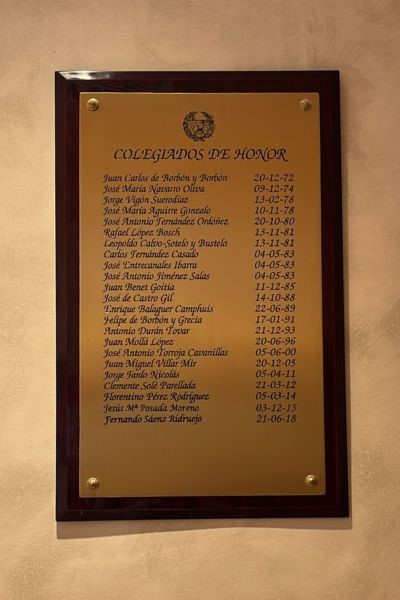 COLEGIADOS DE HONOR
Juan Carlos de Borbón y Borbón 20-12-72
José María Navarro Oliva 09-12-74
Jorge Vigón Suerodíaz 13-02-78
José María Aguirre Gonzalo 10-11-78
José Antonio Fernández Ordóñez 20-10-80
Rafael López Bosch 13-11-81
Leopoldo Calvo-Sotelo y Bustelo 13-11-81
Carlos Fernández Casado 04-05-83
José Entrecanales Ibarra 04-05-83
José Antonio Jiménez Salas 04-05-83
Juan Benet Goitia 11-12-85
José de Castro Gil 14-10-88
Enrique Balaguer Camphuis 22-06-89
Felipe de Borbón y Grecia 17-01-91
Antonio Durán Tovar 21-12-93
Juan Mollá López 20-06-96
José Antonio Torroja Cavanillas 05-06-00
Juan-Miguel Villar Mir 20-12-05
Jorge Fanlo Nicolás 05-04-11
Clemente Solé Parellada 21-03-12
Florentino Pérez Rodríguez 05-03-14
Jesús Mª Posada Moreno 03-12-15
Fernando Sáenz Ridruejo 21-06-18